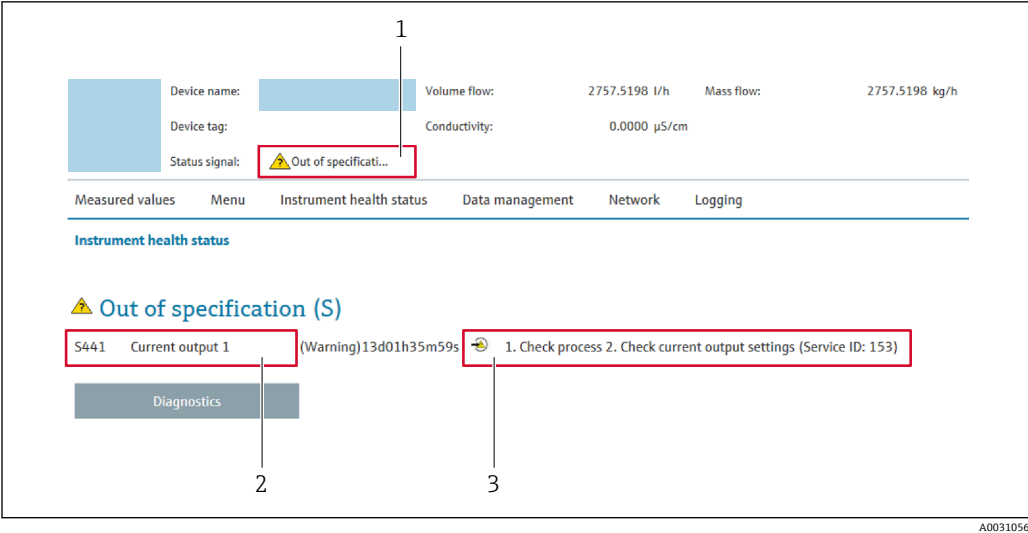 1
Device name: Volume flow: 2757.5198 l/h Mass flow: 2757.5198 kg/h
Device tag: Conductivity: 0.0000 µS/cm
Status signal: Out of specificati...
Measured values Menu Instrument health status Data management Network Logging
Instrument health status
Out of specification (S)
S441 Current output 1 (Warning)13d01h35m59s 1. Check process 2. Check current output settings (Service ID: 153)
Diagnostics
2 3
A0031056